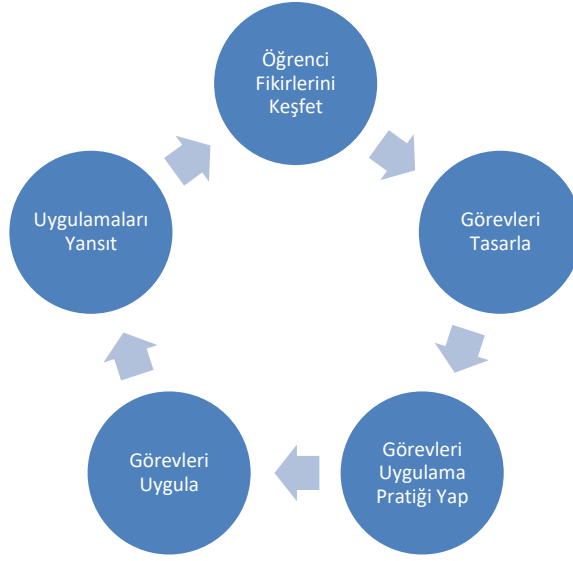 Öğrenci
Fikirlerini
Keşfet
Görevleri
Tasarla
Görevleri
Uygulama
Pratiği Yap
Görevleri
Uygula
Uygulamaları
Yansıt